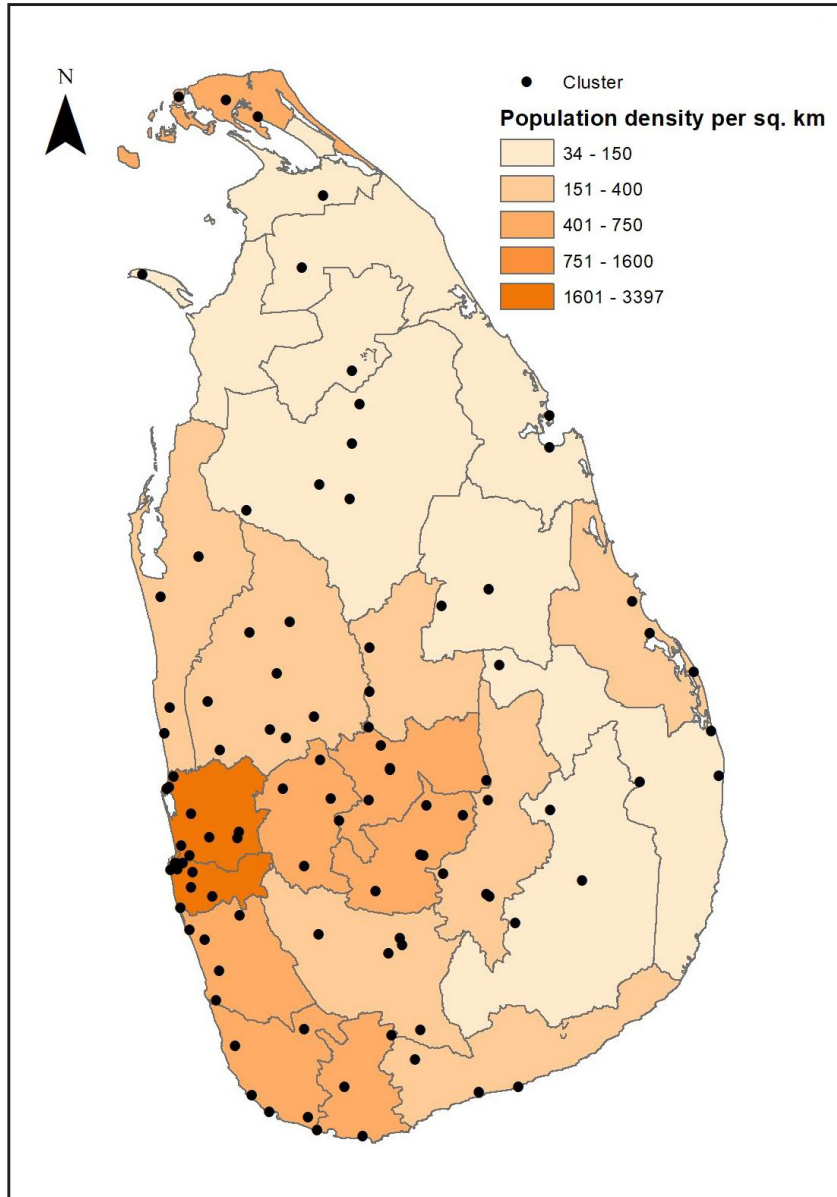 N
Cluster
Population density per sq. km
34 - 150
151 - 400
401 - 750
751 - 1600
1601 - 3397